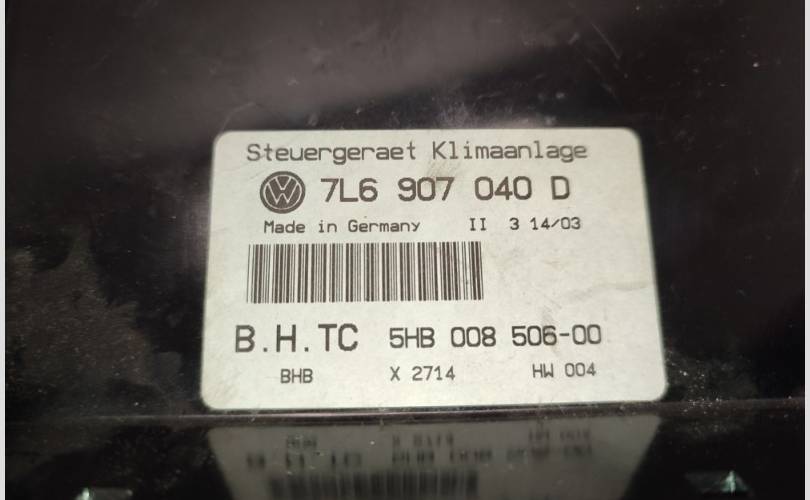 Steuergeraet Klimaanlage
7L6 907 040 D
Made in Germany II 3 14/03
B.H.TC 5HB 008 506-00
BHB X 2714 HW 004